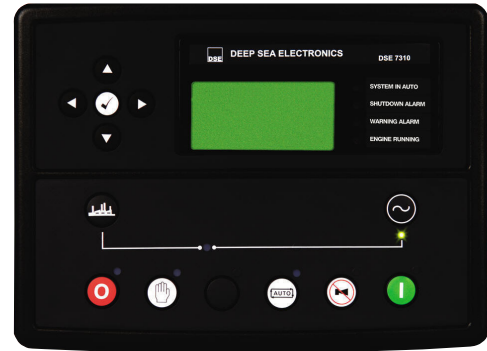 DSE
DEEP SEA ELECTRONICS
DSE 7310
SYSTEM IN AUTO
SHUTDOWN ALARM
WARNING ALARM
ENGINE RUNNING
O
AUTO
I